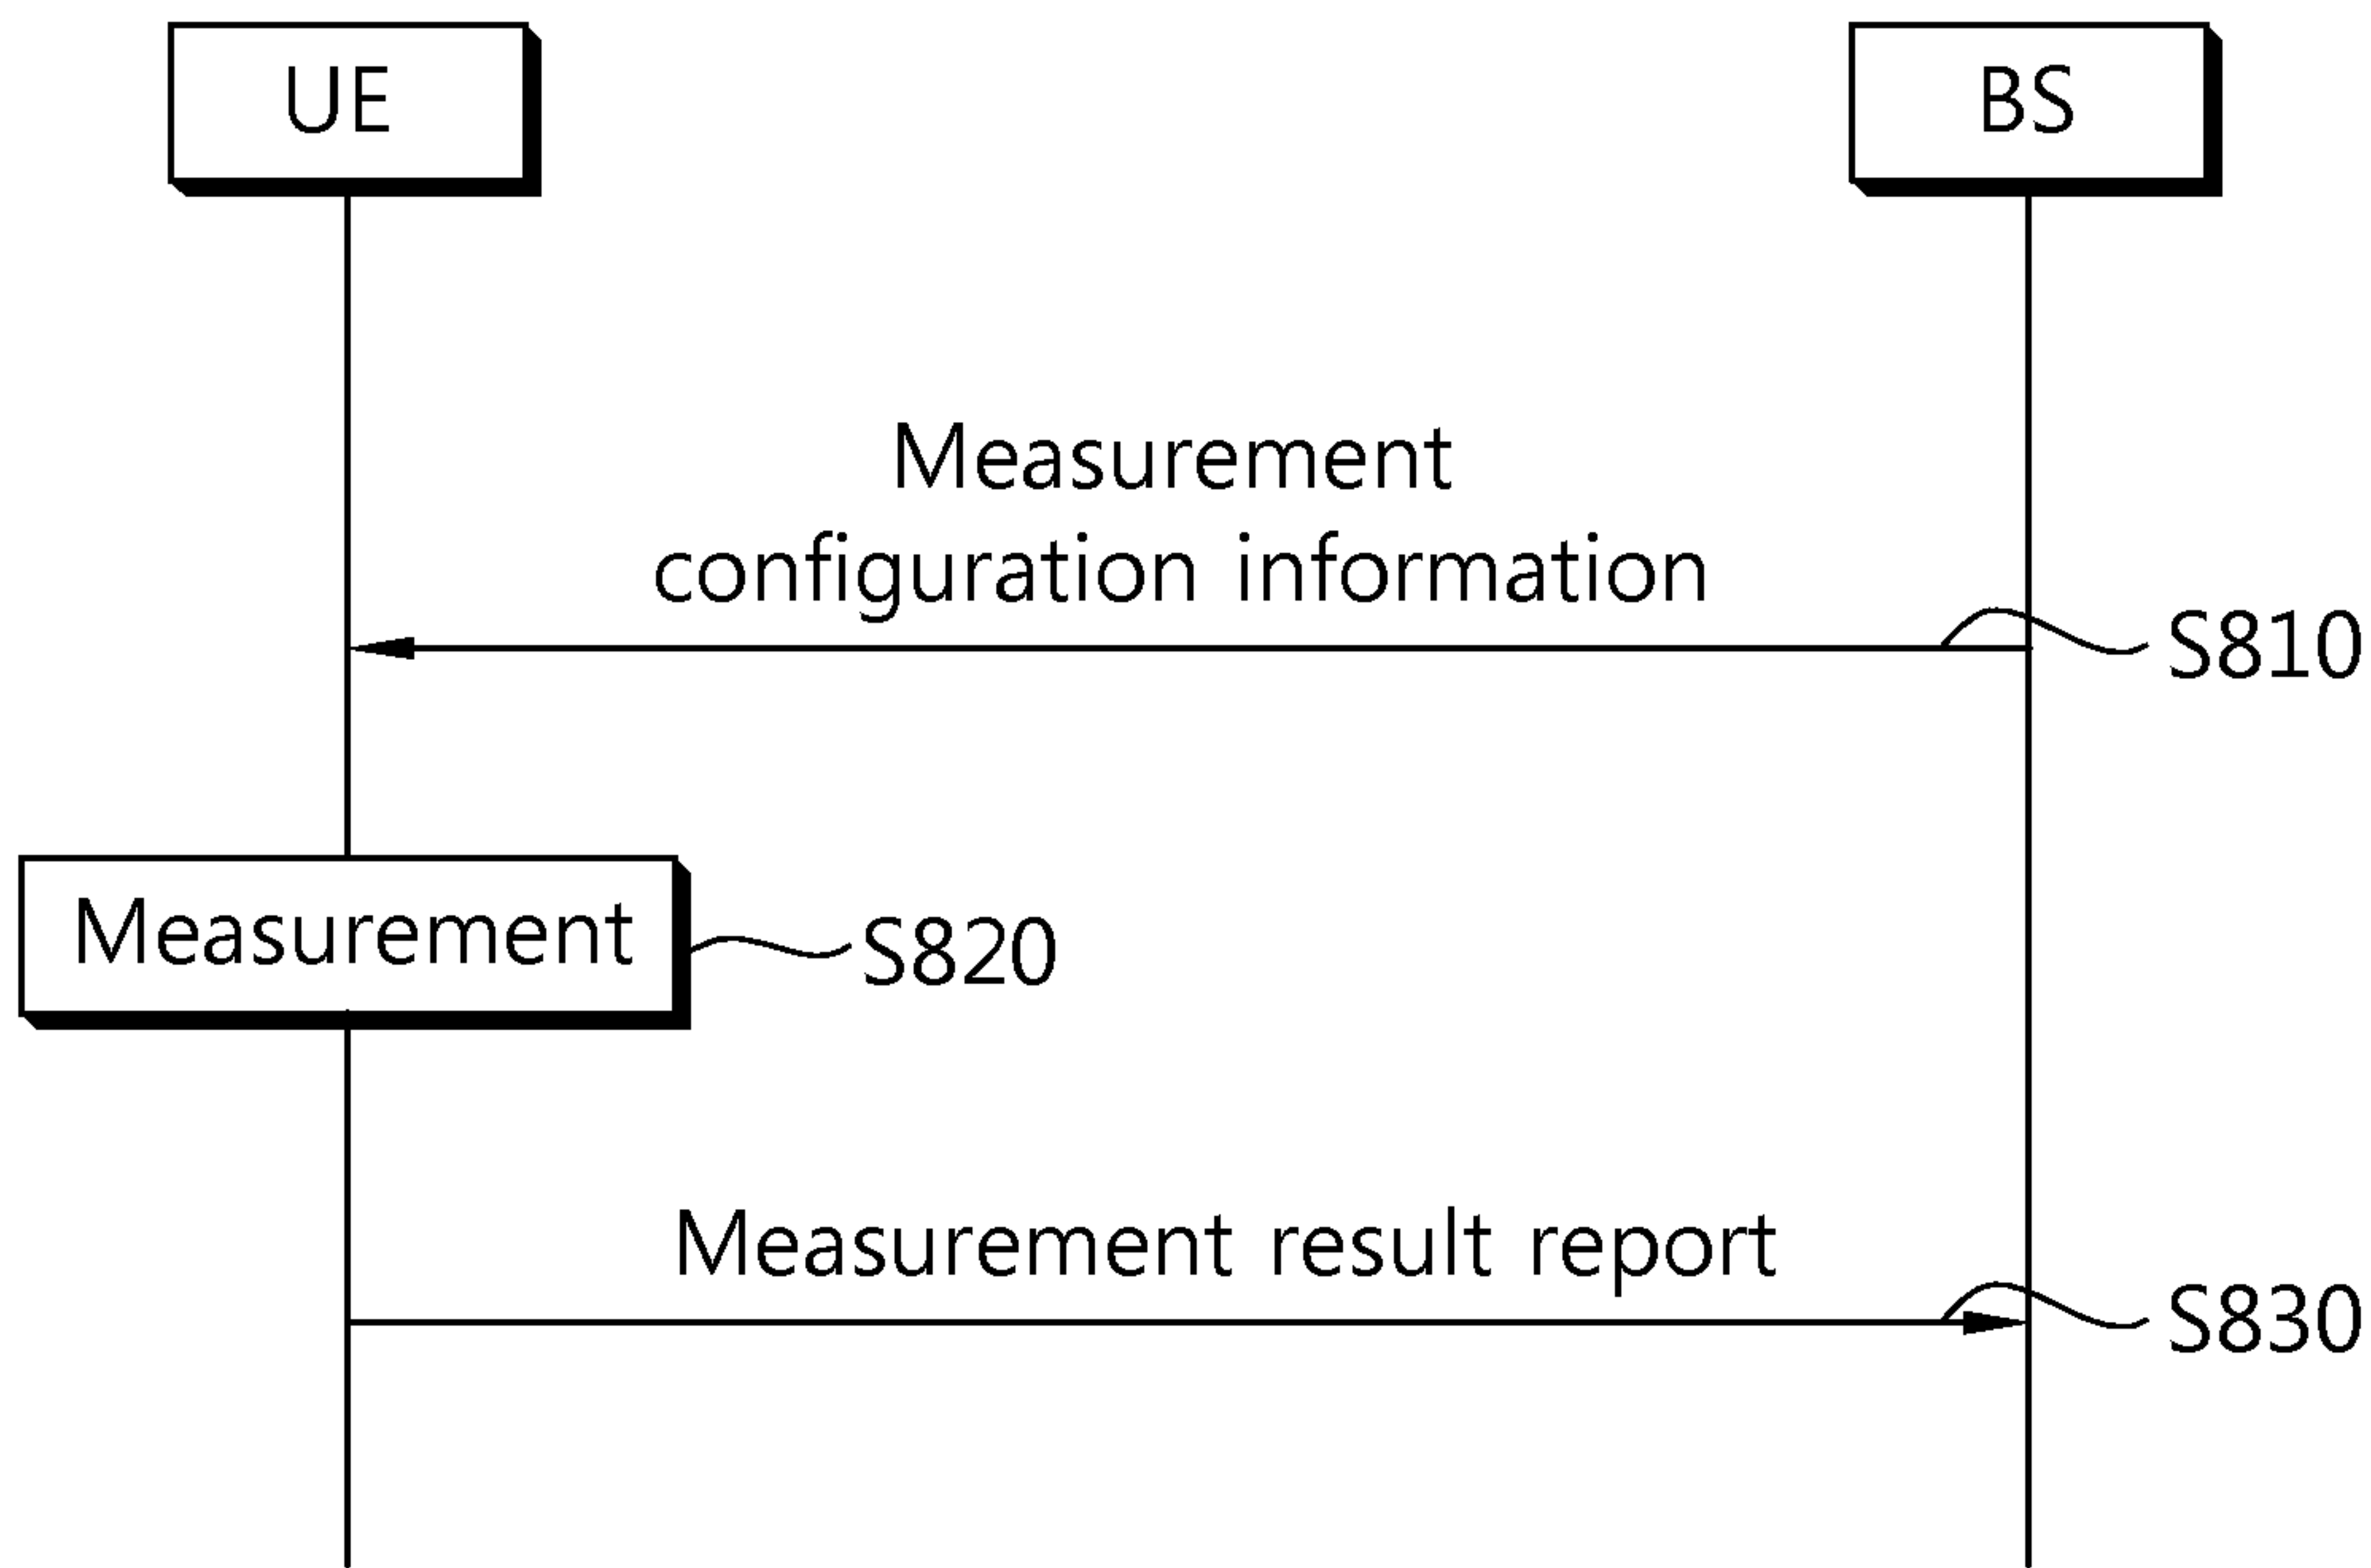 UE
BS
Measurement
configuration information
S810
Measurement
S820
Measurement result report
S830